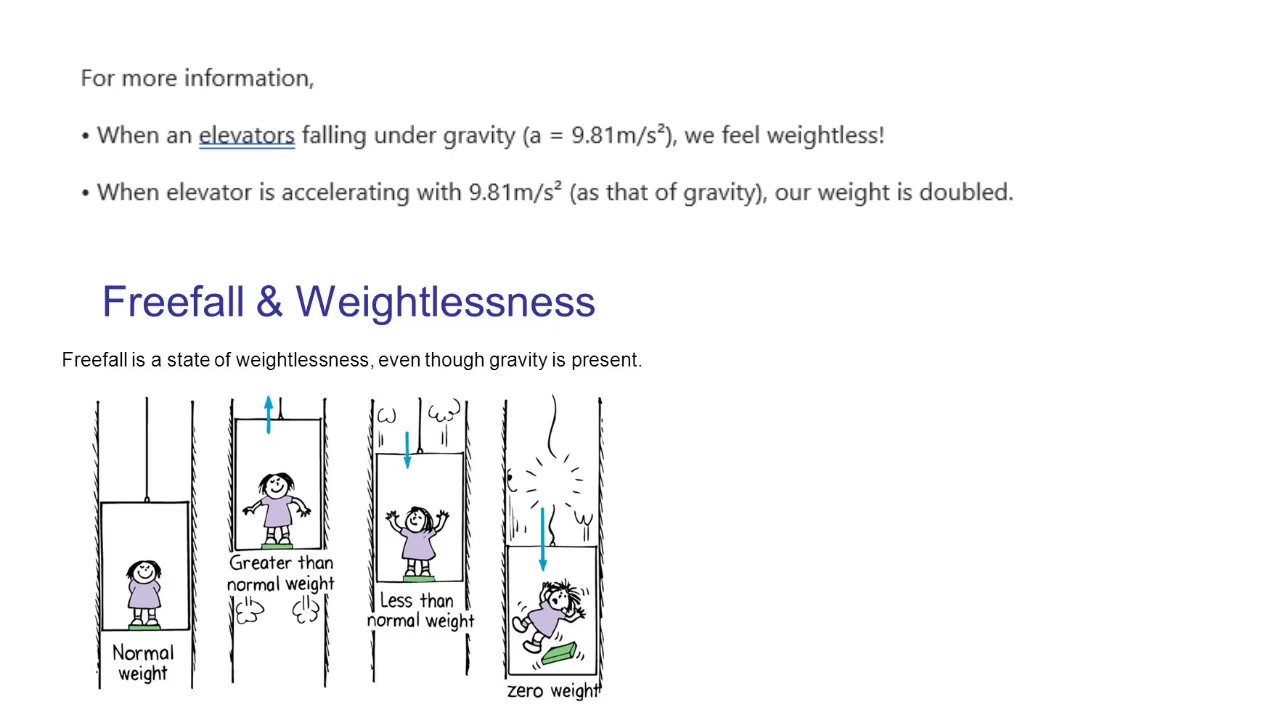 For more information,
• When an elevators falling under gravity (a = 9.81m/s²), we feel weightless!
• When elevator is accelerating with 9.81m/s² (as that of gravity), our weight is doubled.
Freefall & Weightlessness
Freefall is a state of weightlessness, even though gravity is present.
Normal
weight
Greater than
normal weight
Less than
normal weight
zero weight